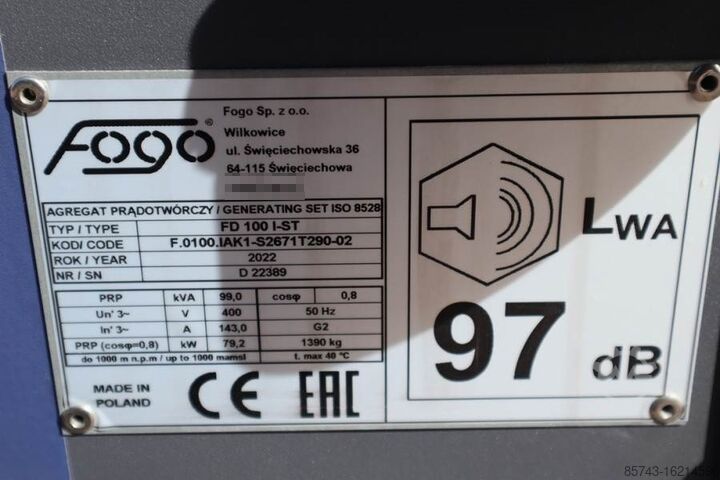 Fogo ®
Fogo Sp. z o.o.
Wilkowice
ul. Święciechowska 36
64-115 Święciechowa
AGREGAT PRĄDOTWÓRCZY / GENERATING SET ISO 8528
TYP / TYPE FD 100 I-ST
KOD/ CODE F.0100.IAK1-S2671T290-02
ROK / YEAR 2022
NR / SN D 22389
PRP kVA 99,0 cosφ 0,8
Un' 3~ V 400 50 Hz
In' 3~ A 143,0 G2
PRP (cosφ=0,8) kW 79,2 1390 kg
do 1000 m n.p.m / up to 1000 mamsl t. max 40 °C
MADE IN
POLAND
CE EAC
LWA
97 dB